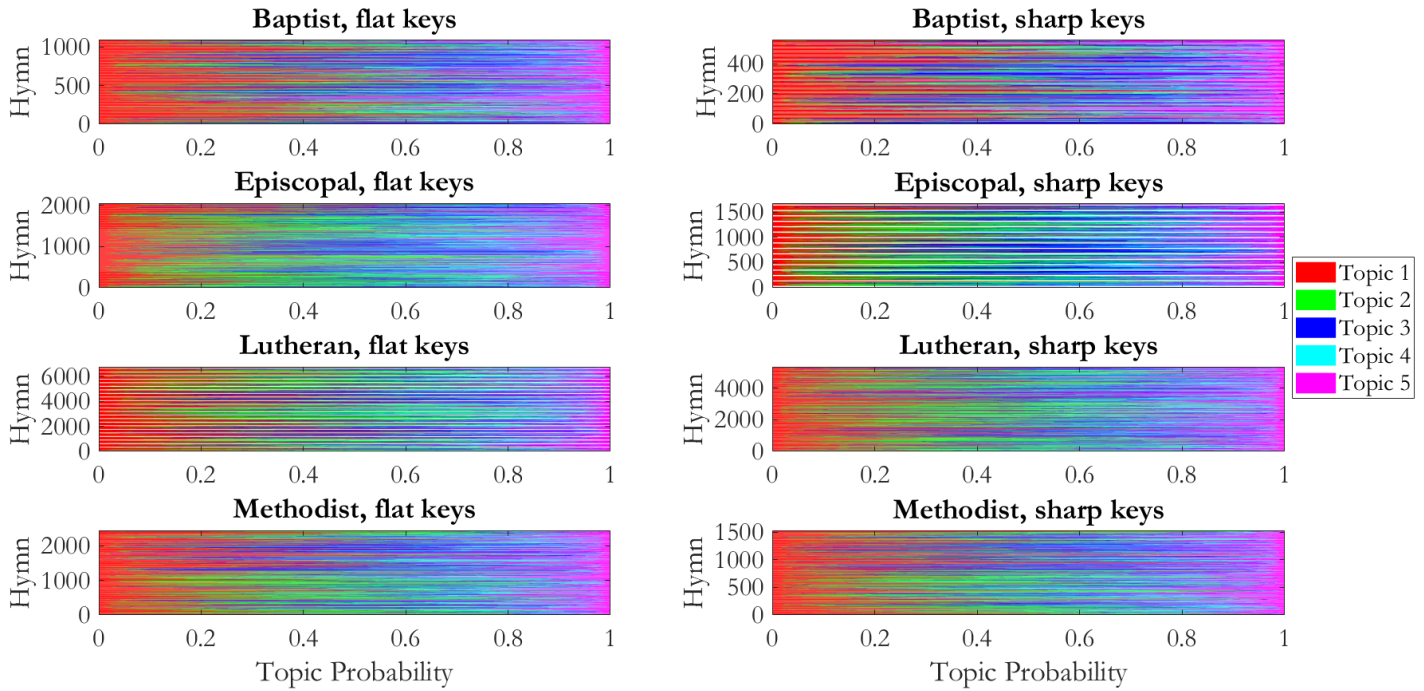 Baptist, flat keys
Hymn
1000
500
0
0 0.2 0.4 0.6 0.8 1
Baptist, sharp keys
Hymn
400
200
0
0 0.2 0.4 0.6 0.8 1
Episcopal, flat keys
Hymn
2000
1000
0
0 0.2 0.4 0.6 0.8 1
Episcopal, sharp keys
Hymn
1500
1000
500
0
0 0.2 0.4 0.6 0.8 1
Lutheran, flat keys
Hymn
6000
4000
2000
0
0 0.2 0.4 0.6 0.8 1
Lutheran, sharp keys
Hymn
4000
2000
0
0 0.2 0.4 0.6 0.8 1
Methodist, flat keys
Hymn
2000
1000
0
0 0.2 0.4 0.6 0.8 1
Topic Probability
Methodist, sharp keys
Hymn
1500
1000
500
0
0 0.2 0.4 0.6 0.8 1
Topic Probability
Topic 1
Topic 2
Topic 3
Topic 4
Topic 5